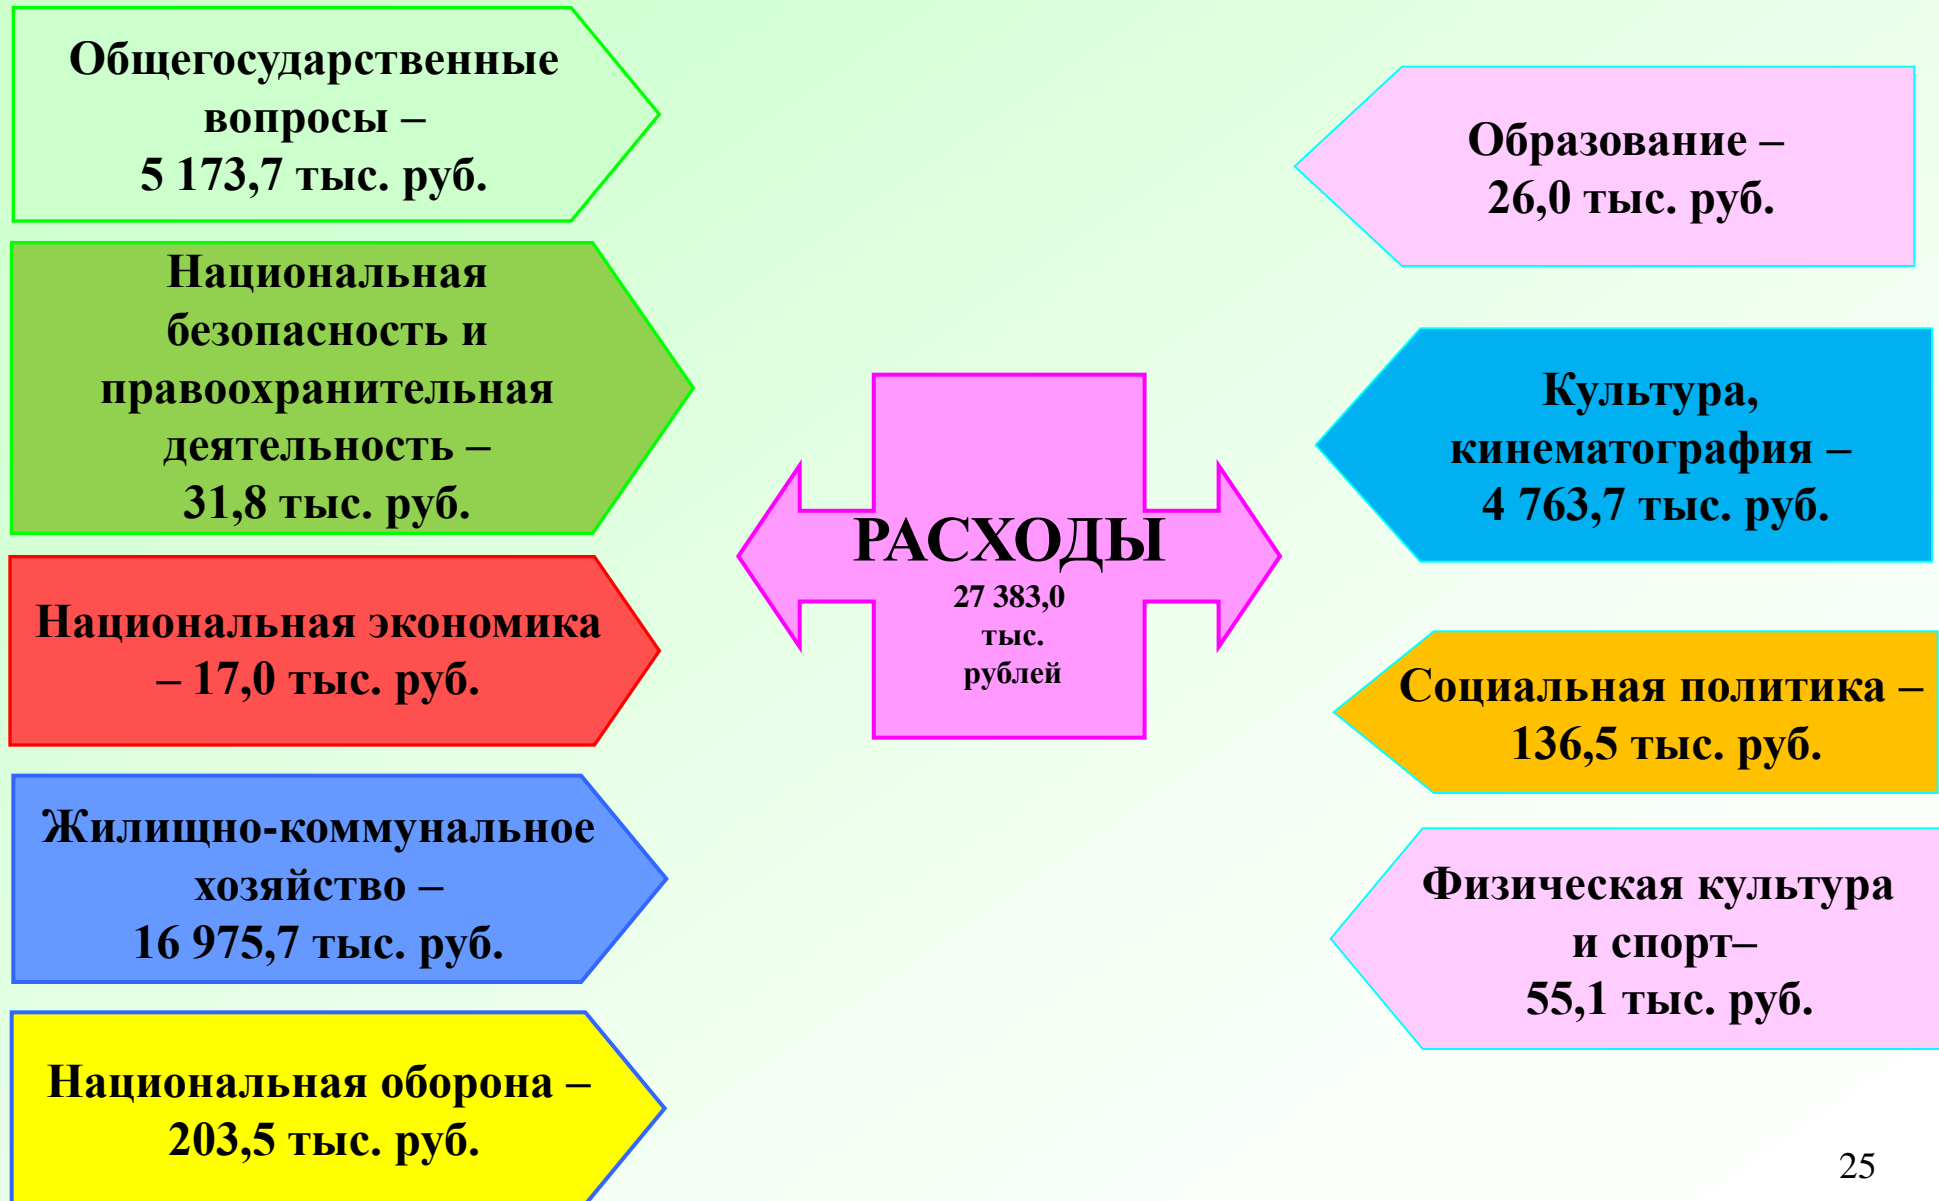 Общегосударственные
вопросы –
5 173,7 тыс. руб.
Национальная
безопасность и
правоохранительная
деятельность –
31,8 тыс. руб.
Национальная экономика
– 17,0 тыс. руб.
Жилищно-коммунальное
хозяйство –
16 975,7 тыс. руб.
Национальная оборона –
203,5 тыс. руб.
РАСХОДЫ
27 383,0
тыс.
рублей
Образование –
26,0 тыс. руб.
Культура,
кинематография –
4 763,7 тыс. руб.
Социальная политика –
136,5 тыс. руб.
Физическая культура
и спорт–
55,1 тыс. руб.
25